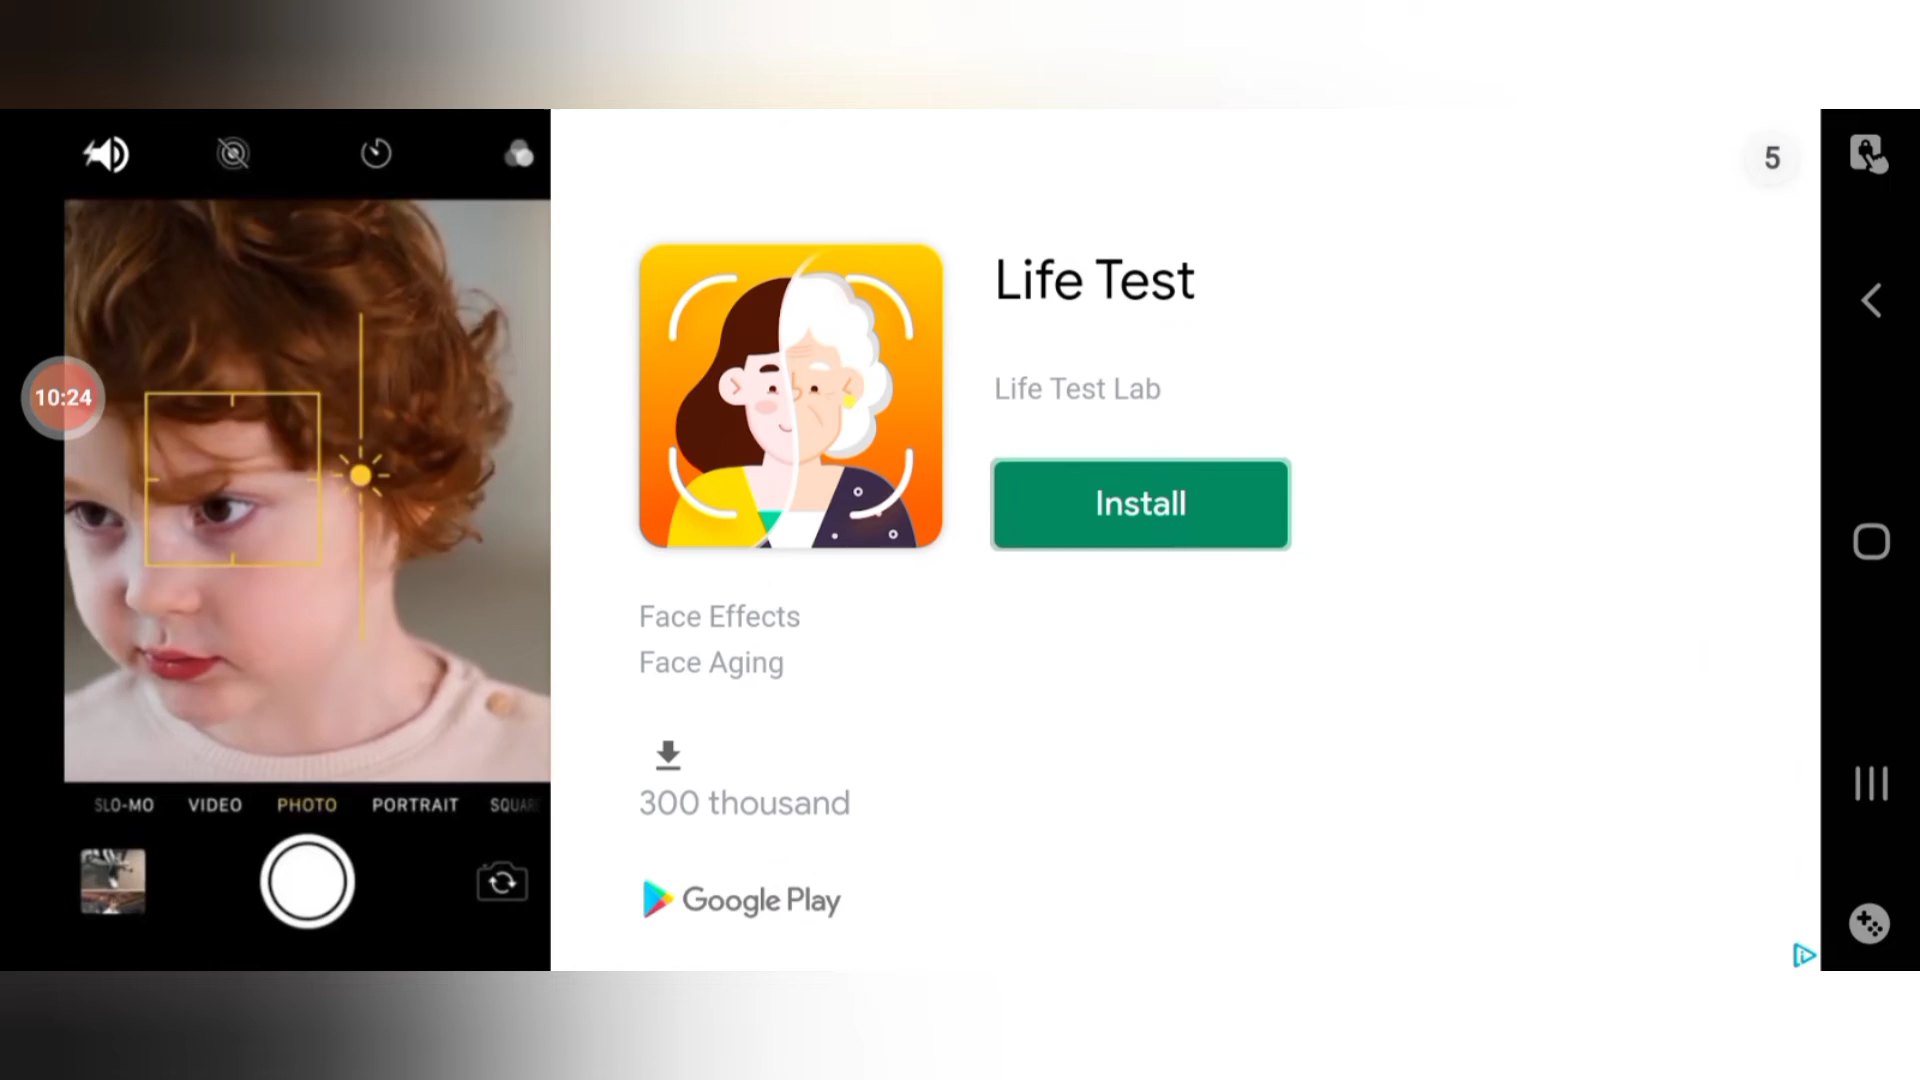 10:24
SLO-MO VIDEO PHOTO PORTRAIT SQUAR
5
Life Test
Life Test Lab
Install
Face Effects
Face Aging
300 thousand
Google Play